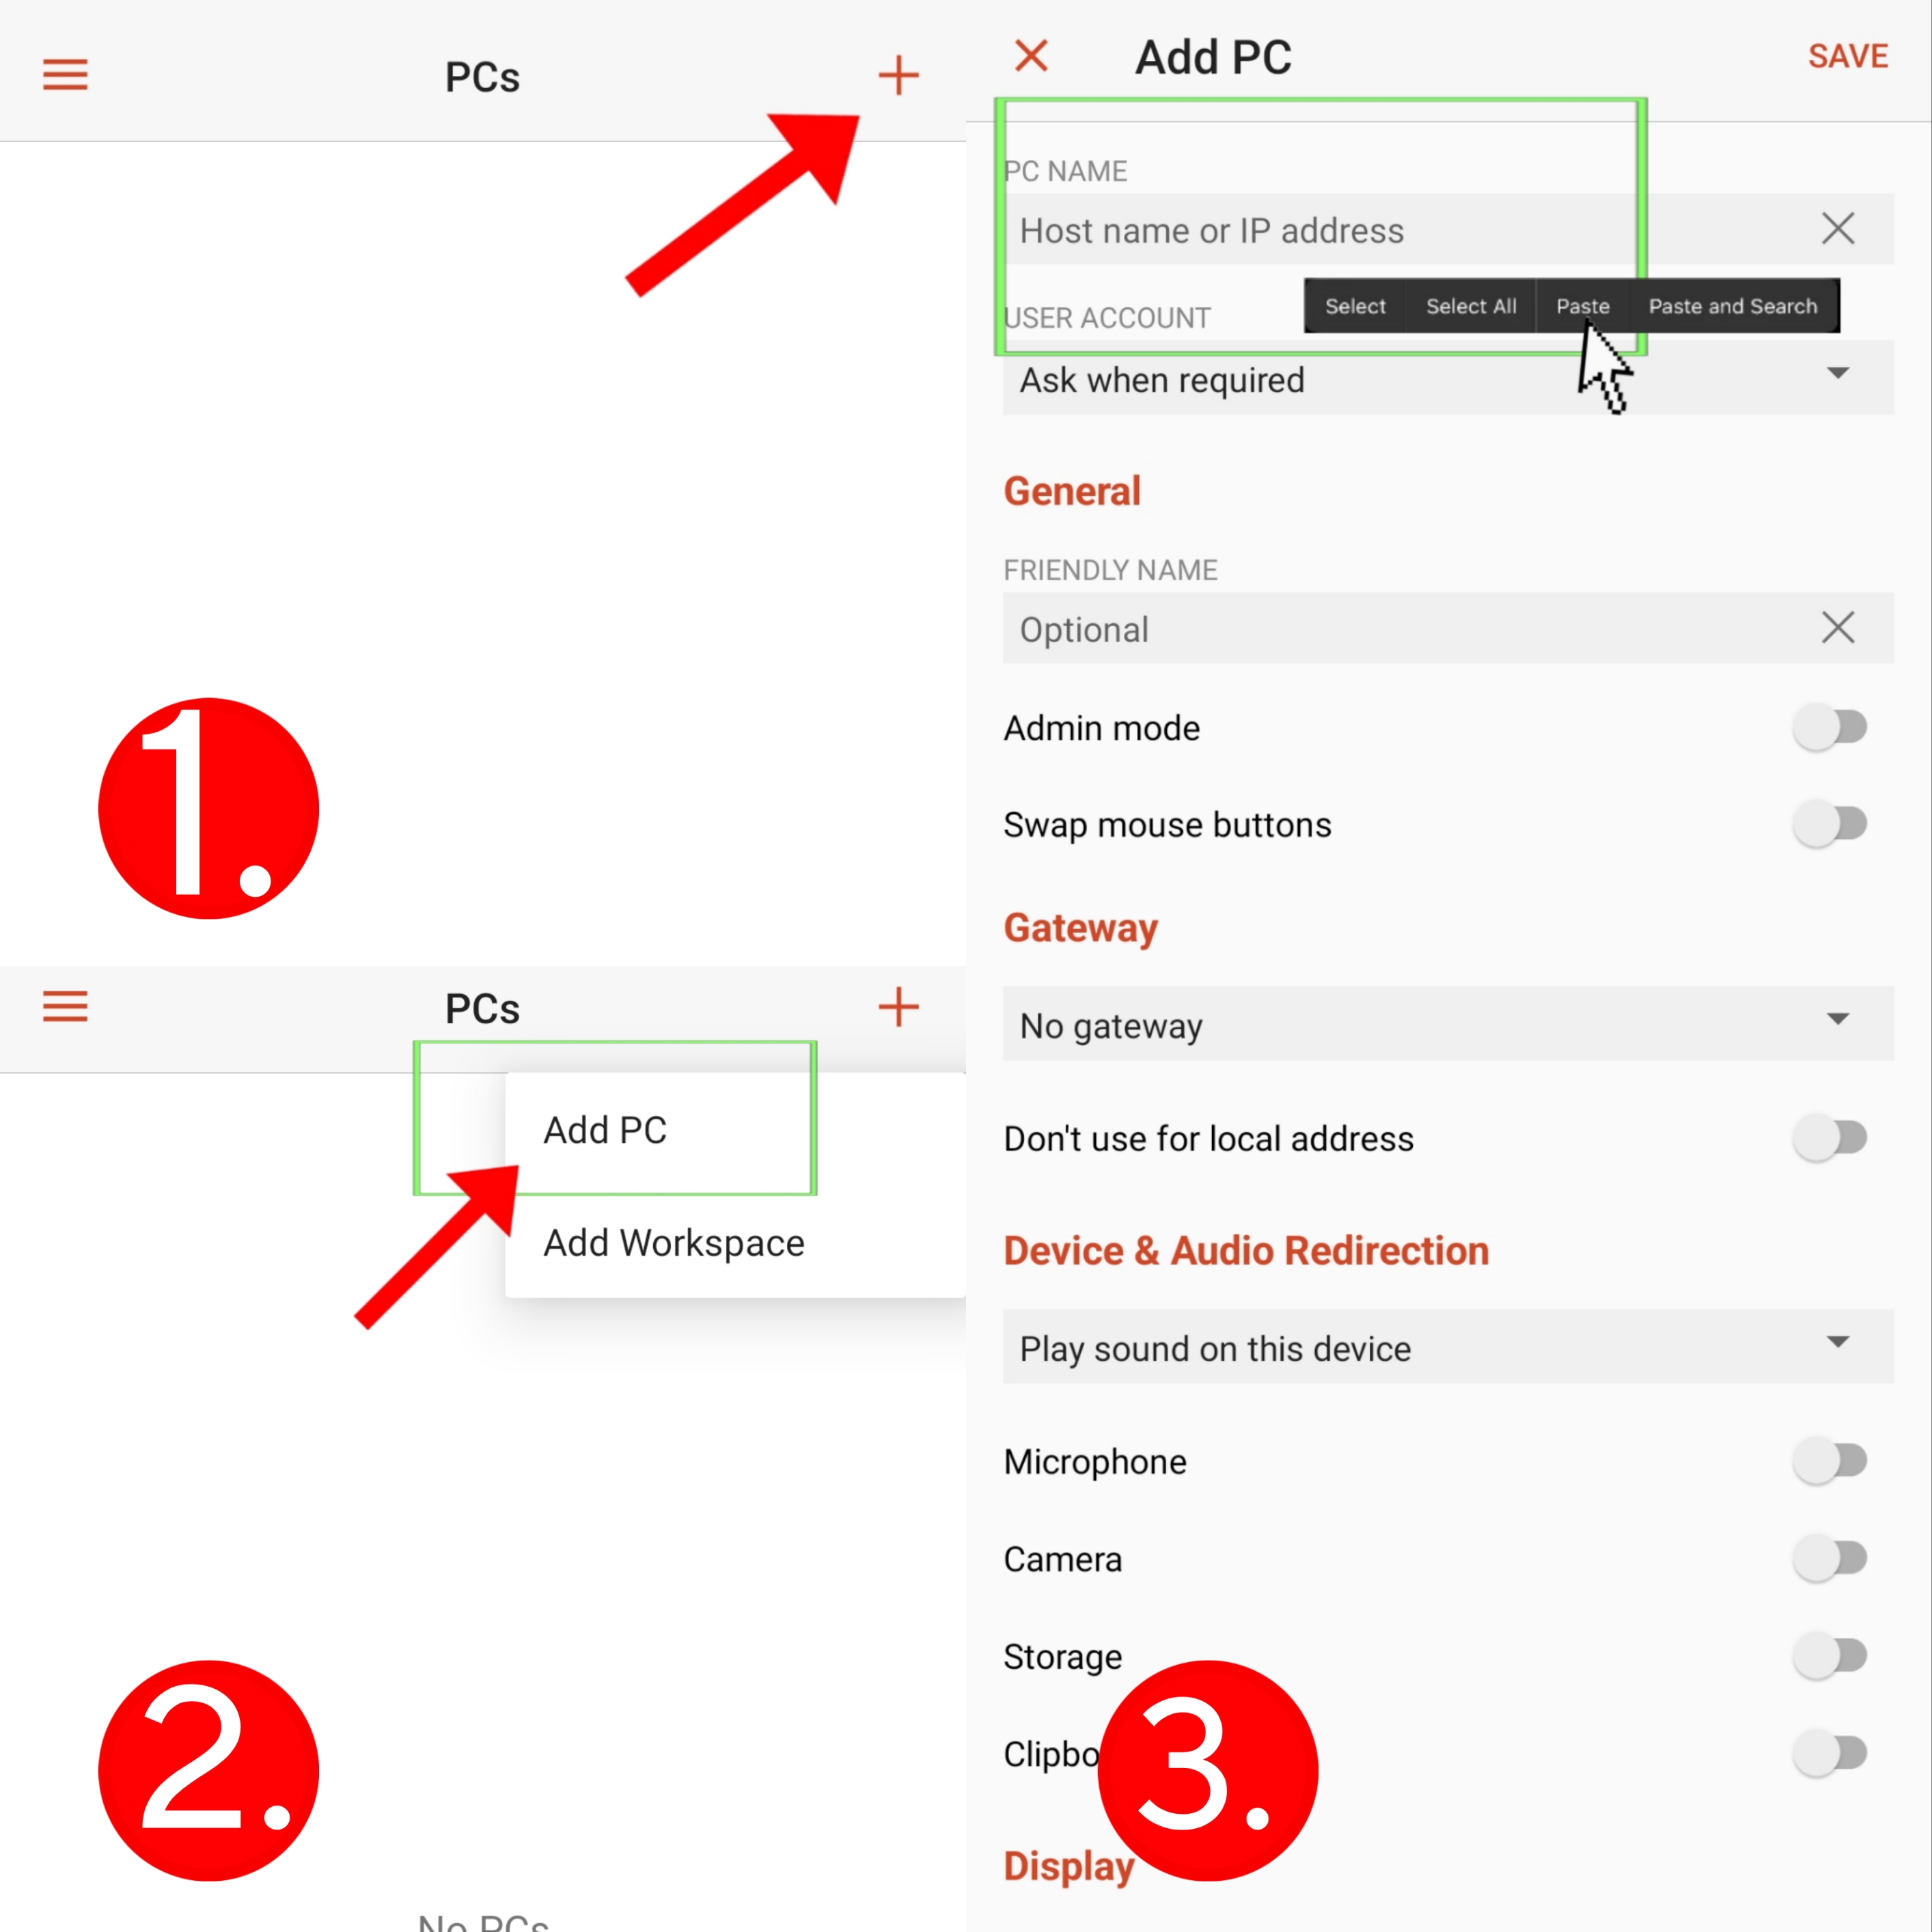 PCs
1.
PCs
Add PC
Add Workspace
2.
No PCs
Add PC
SAVE
PC NAME
Host name or IP address
Select Select All Paste Paste and Search
USER ACCOUNT
Ask when required
General
FRIENDLY NAME
Optional
Admin mode
Swap mouse buttons
Gateway
No gateway
Don't use for local address
Device & Audio Redirection
Play sound on this device
Microphone
Camera
Storage
Clipbo
3.
Display